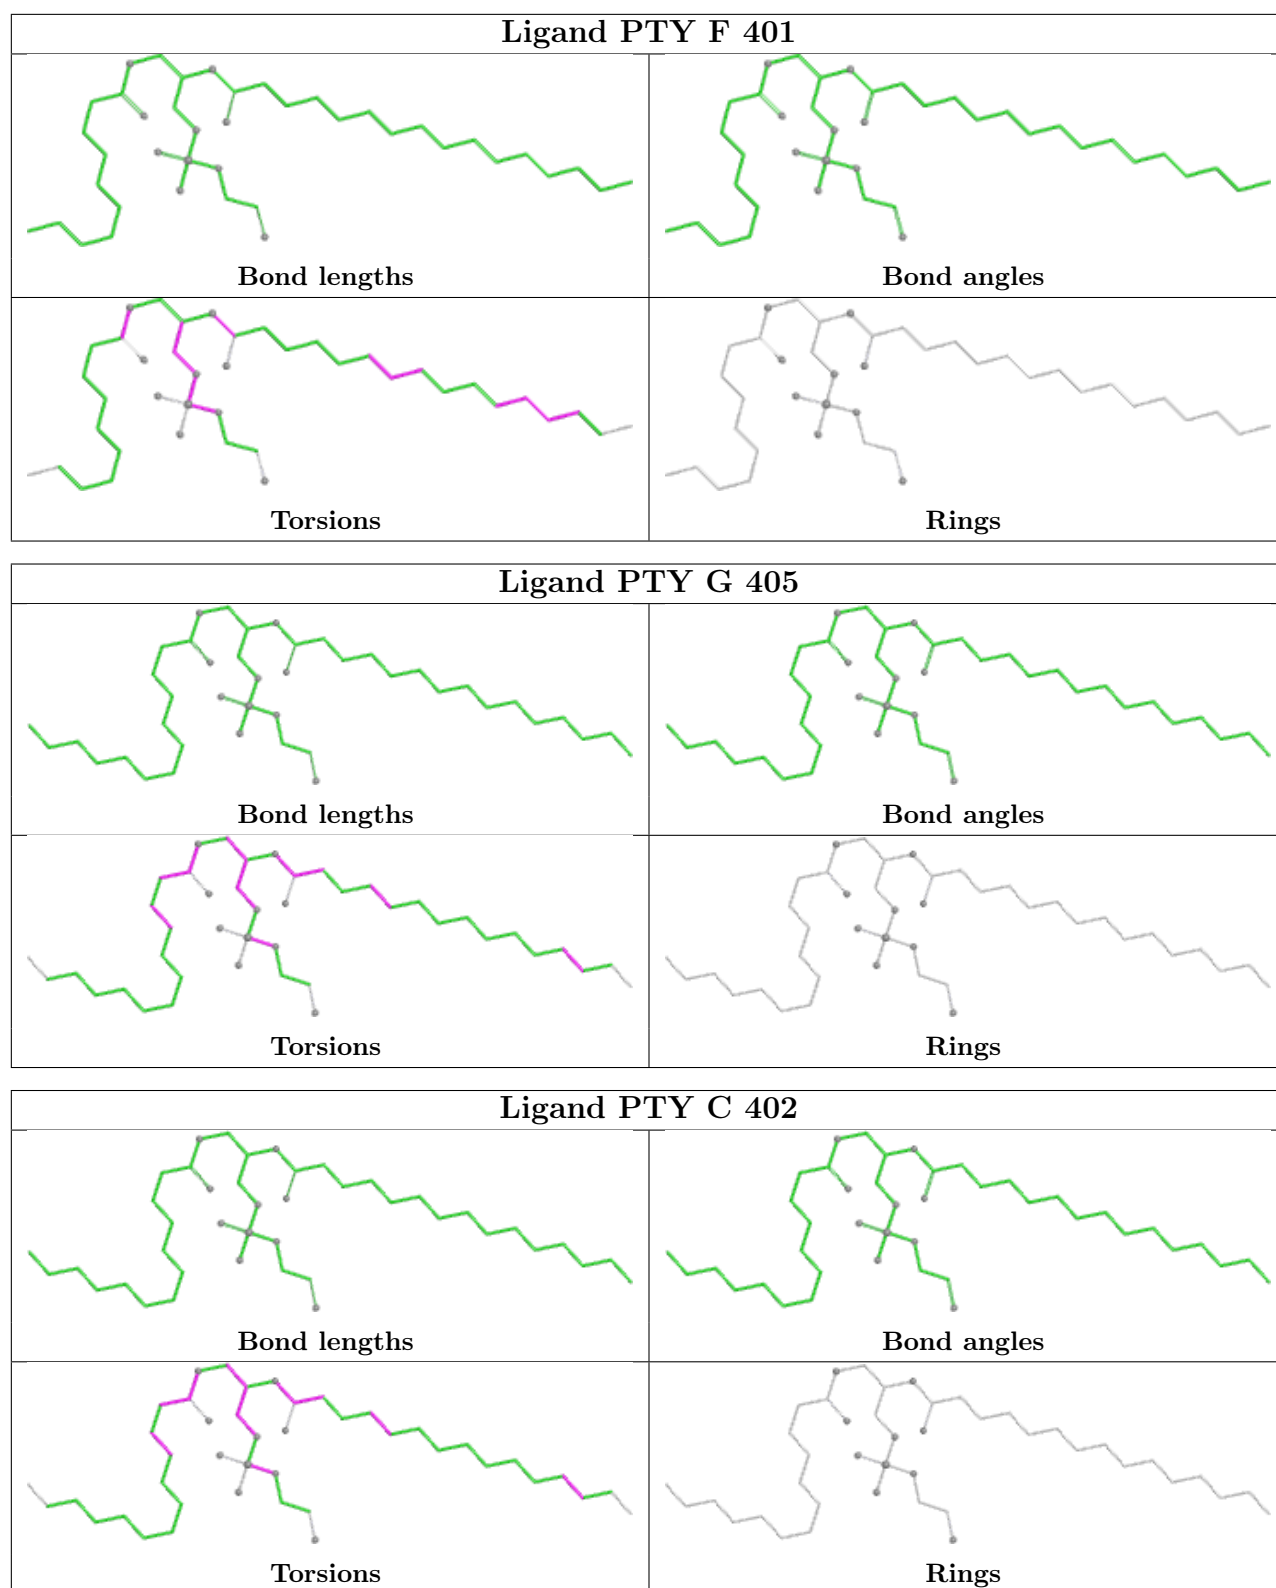 Ligand PTY F 401
Bond lengths
Bond angles
Torsions
Rings
Ligand PTY G 405
Bond lengths
Bond angles
Torsions
Rings
Ligand PTY C 402
Bond lengths
Bond angles
Torsions
Rings